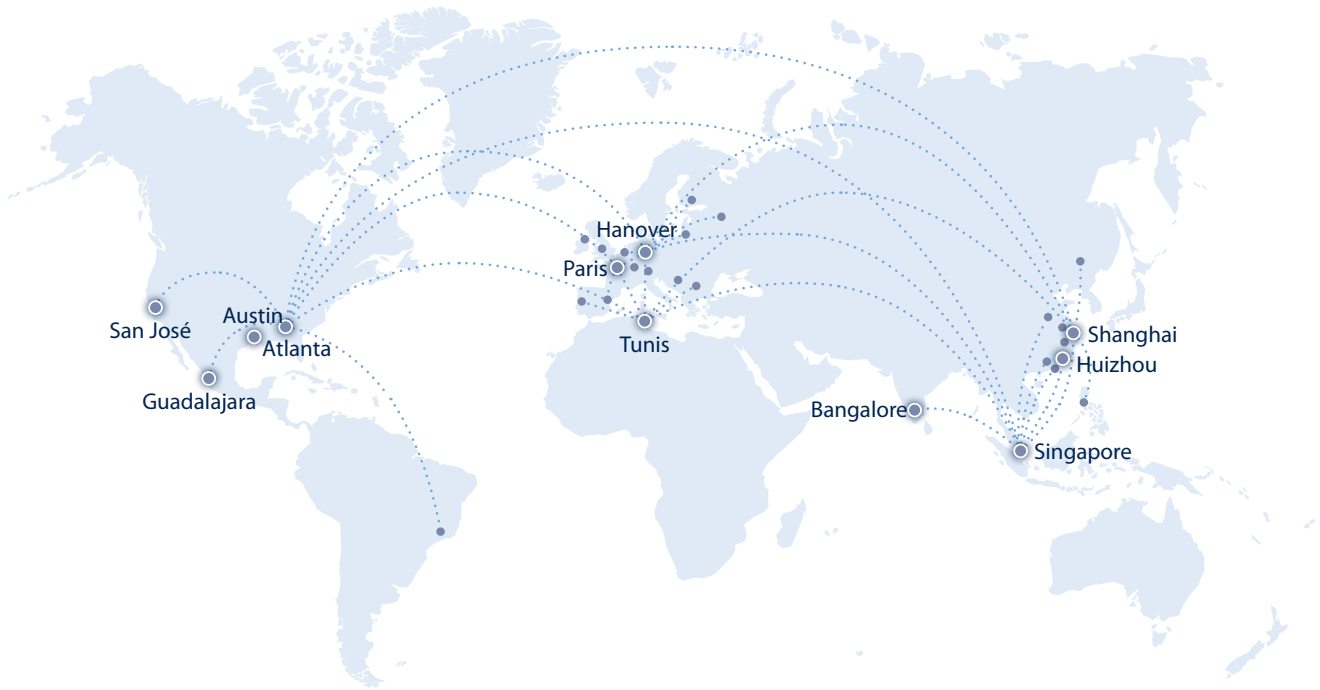 Hanover
Paris
Austin
San José
Atlanta
Guadalajara
Tunis
Shanghai
Huizhou
Bangalore
Singapore